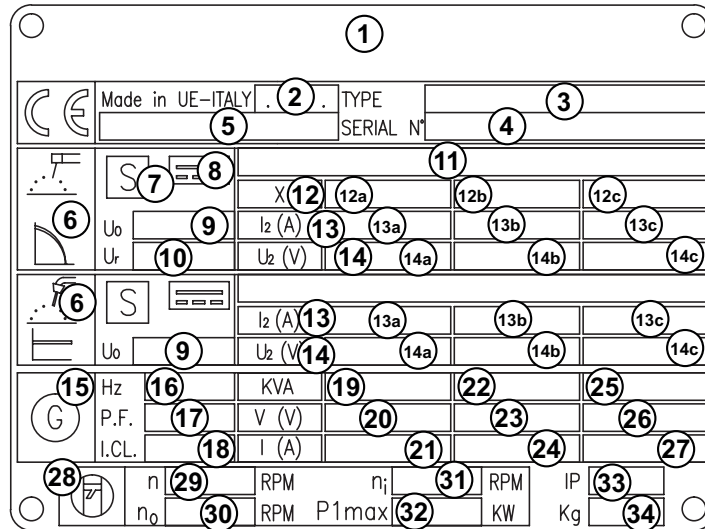 1
CE Made in UE-ITALY . 2 . TYPE 3
5 SERIAL N° 4
S 7 8 11
6 X 12 12a 12b 12c
U₀ 9 I₂ (A) 13 13a 13b 13c
Uᵣ 10 U₂ (V) 14 14a 14b 14c
6 S
I₂ (A) 13 13a 13b 13c
U₀ 9 U₂ (V) 14 14a 14b 14c
15 Hz 16 KVA 19 22 25
G P.F. 17 V (V) 20 23 26
I.CL. 18 I (A) 21 24 27
28 n 29 RPM nᵢ 31 RPM IP 33
n₀ 30 RPM P1max 32 KW Kg 34